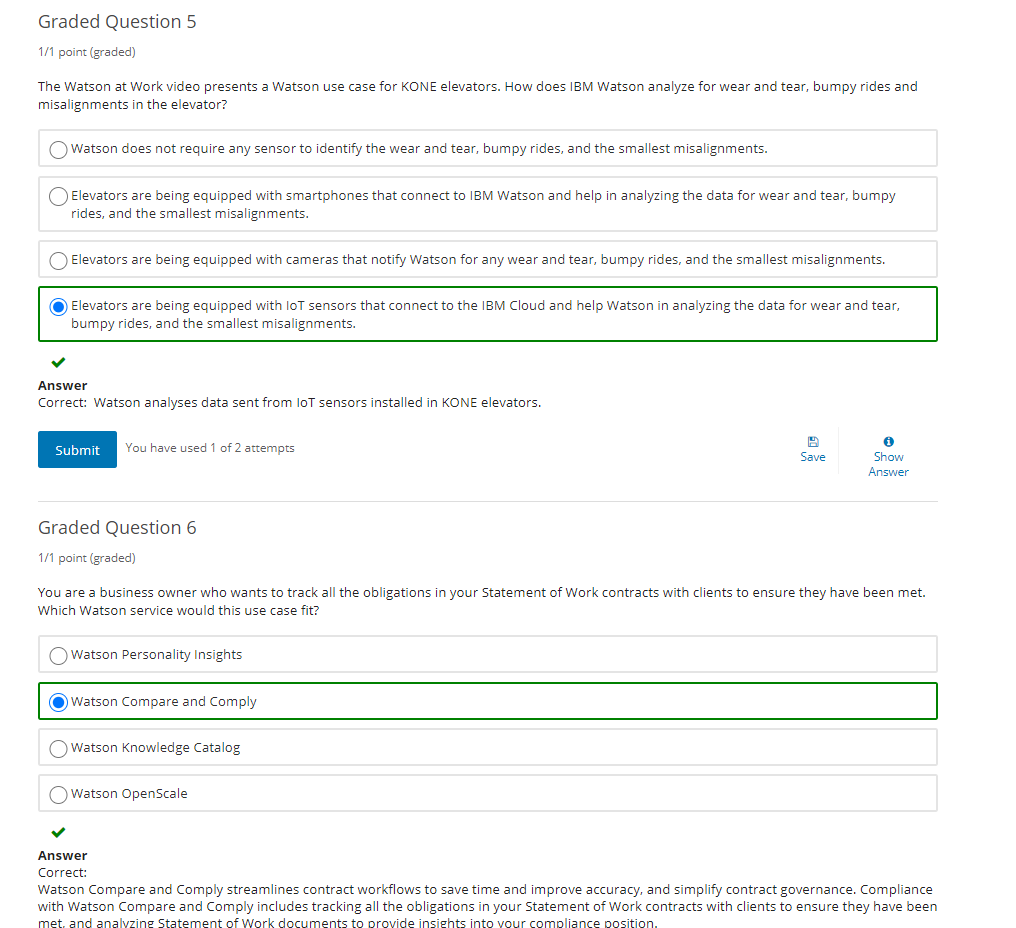 Graded Question 5
1/1 point (graded)
The Watson at Work video presents a Watson use case for KONE elevators. How does IBM Watson analyze for wear and tear, bumpy rides and
misalignments in the elevator?
Watson does not require any sensor to identify the wear and tear, bumpy rides, and the smallest misalignments.
Elevators are being equipped with smartphones that connect to IBM Watson and help in analyzing the data for wear and tear, bumpy
rides, and the smallest misalignments.
Elevators are being equipped with cameras that notify Watson for any wear and tear, bumpy rides, and the smallest misalignments.
Elevators are being equipped with IoT sensors that connect to the IBM Cloud and help Watson in analyzing the data for wear and tear,
bumpy rides, and the smallest misalignments.
Answer
Correct: Watson analyses data sent from IoT sensors installed in KONE elevators.
Submit
You have used 1 of 2 attempts
Save
Show
Answer
Graded Question 6
1/1 point (graded)
You are a business owner who wants to track all the obligations in your Statement of Work contracts with clients to ensure they have been met.
Which Watson service would this use case fit?
Watson Personality Insights
Watson Compare and Comply
Watson Knowledge Catalog
Watson OpenScale
Answer
Correct:
Watson Compare and Comply streamlines contract workflows to save time and improve accuracy, and simplify contract governance. Compliance
with Watson Compare and Comply includes tracking all the obligations in your Statement of Work contracts with clients to ensure they have been
met, and analyzing Statement of Work documents to provide insights into your compliance position.